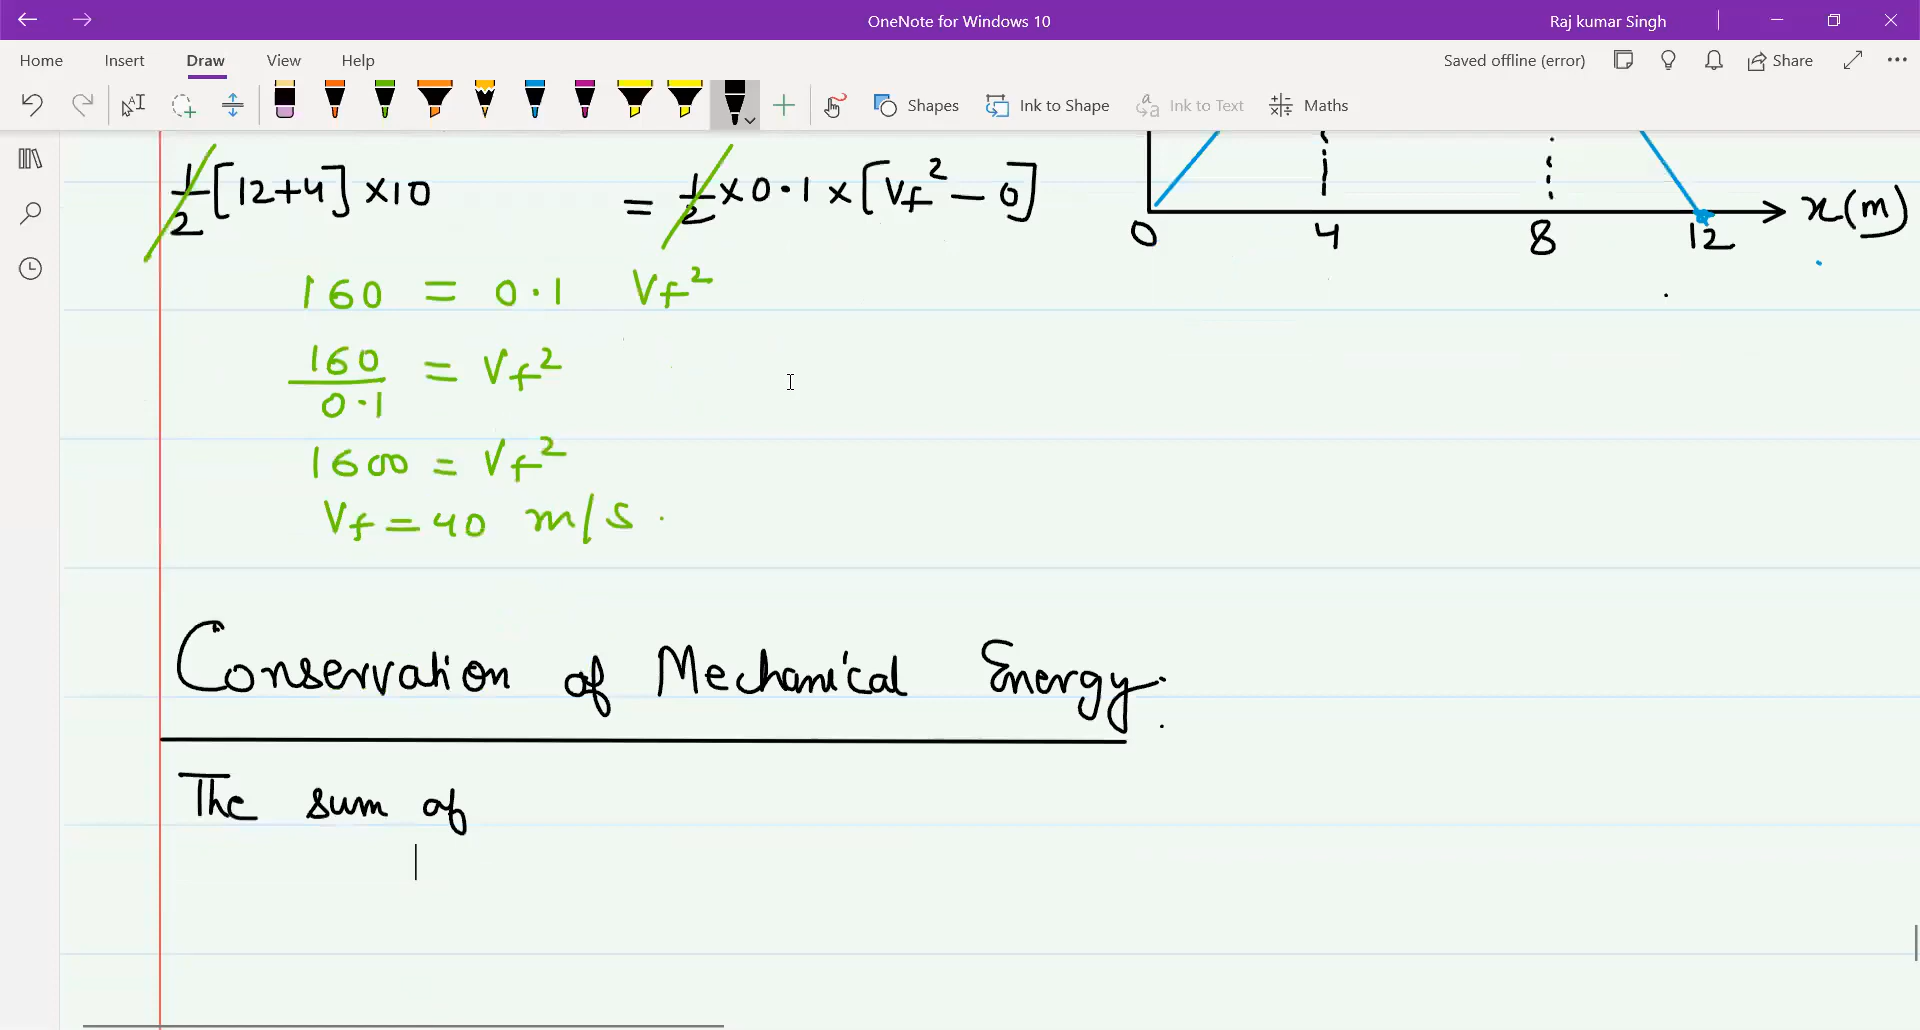 OneNote for Windows 10
Raj kumar Singh
Home Insert Draw View Help
Saved offline (error) Share
Shapes Ink to Shape Ink to Text Maths
1/2 [12+4] ×10 = 1/2 × 0.1 × [Vf² − 0]
0 4 8 12 x(m)
160 = 0.1 Vf²
160/0.1 = Vf²
1600 = Vf²
Vf = 40 m/s.
Conservation of Mechanical Energy:
The sum of